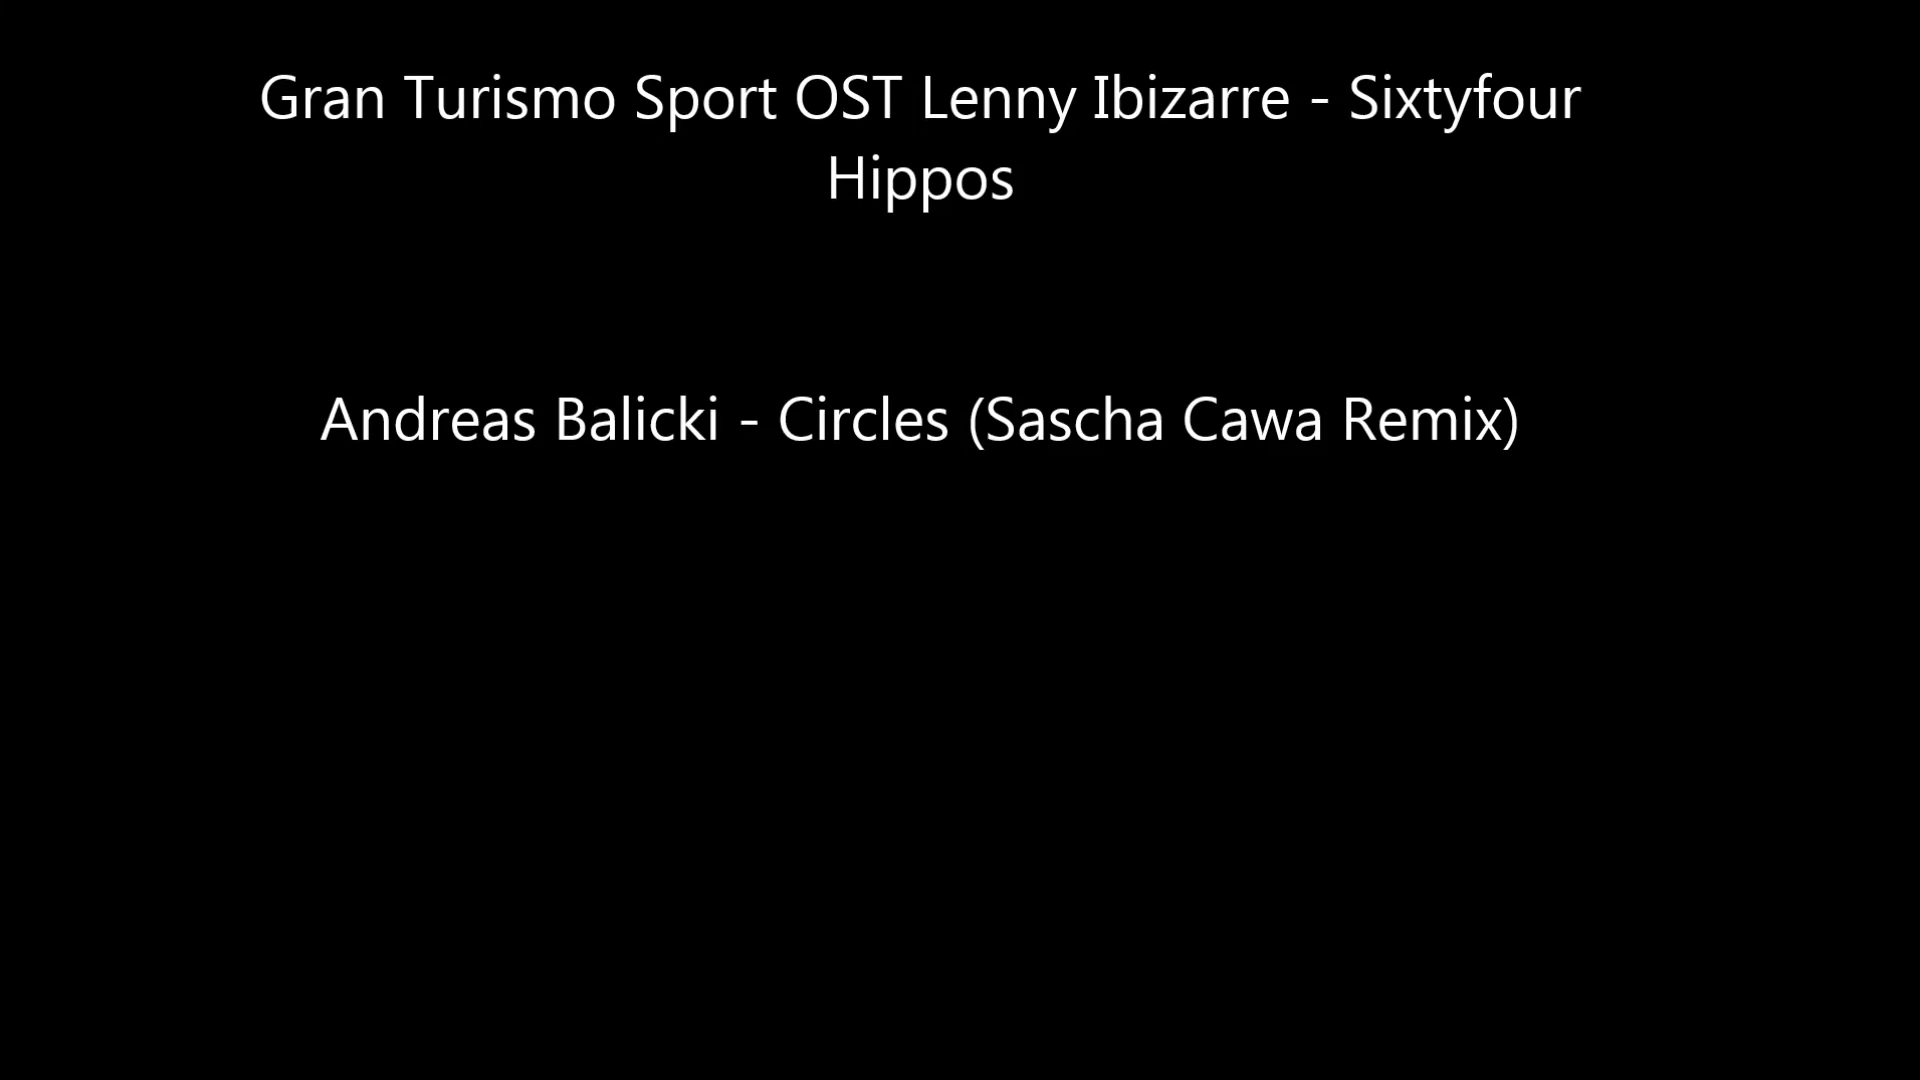 Gran Turismo Sport OST Lenny Ibizarre - Sixtyfour
Hippos
Andreas Balicki - Circles (Sascha Cawa Remix)